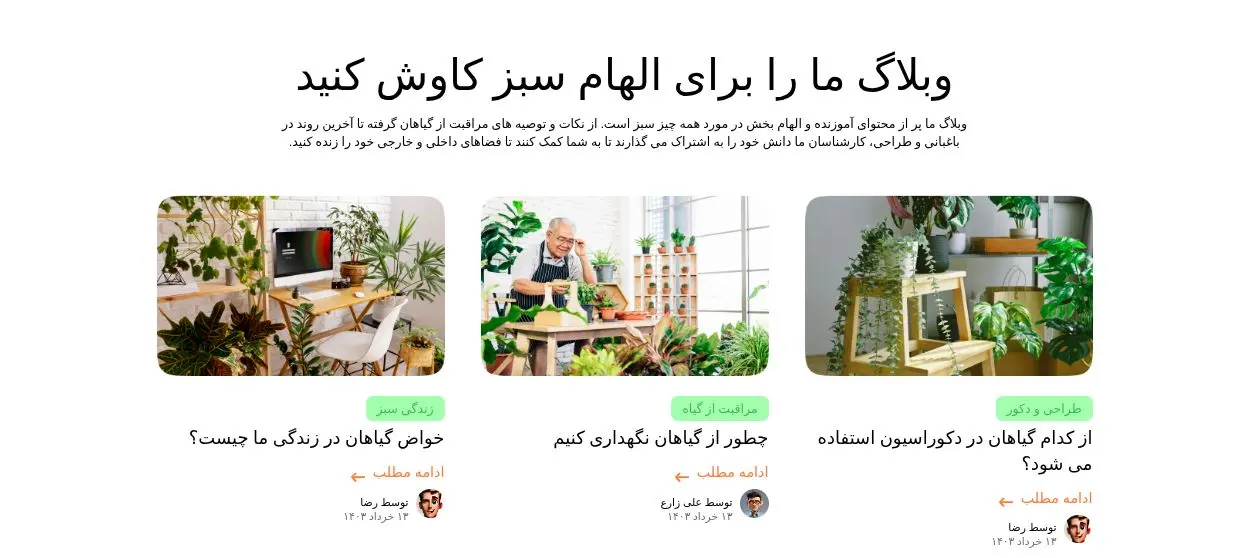 وبلاگ ما را برای الهام سبز کاوش کنید
وبلاگ ما پر از محتوای آموزنده و الهام بخش در مورد همه چیز سبز است. از نکات و توصیه های مراقبت از گیاهان گرفته تا آخرین روند در
باغبانی و طراحی، کارشناسان ما دانش خود را به اشتراک می گذارند تا به شما کمک کنند تا فضاهای داخلی و خارجی خود را زنده کنید.
طراحی و دکور
از کدام گیاهان در دکوراسیون استفاده
می شود؟
ادامه مطلب
توسط رضا
۱۳ خرداد ۱۴۰۳
مراقبت از گیاه
چطور از گیاهان نگهداری کنیم
ادامه مطلب
توسط علی زارع
۱۳ خرداد ۱۴۰۳
زندگی سبز
خواض گیاهان در زندگی ما چیست؟
ادامه مطلب
توسط رضا
۱۳ خرداد ۱۴۰۳